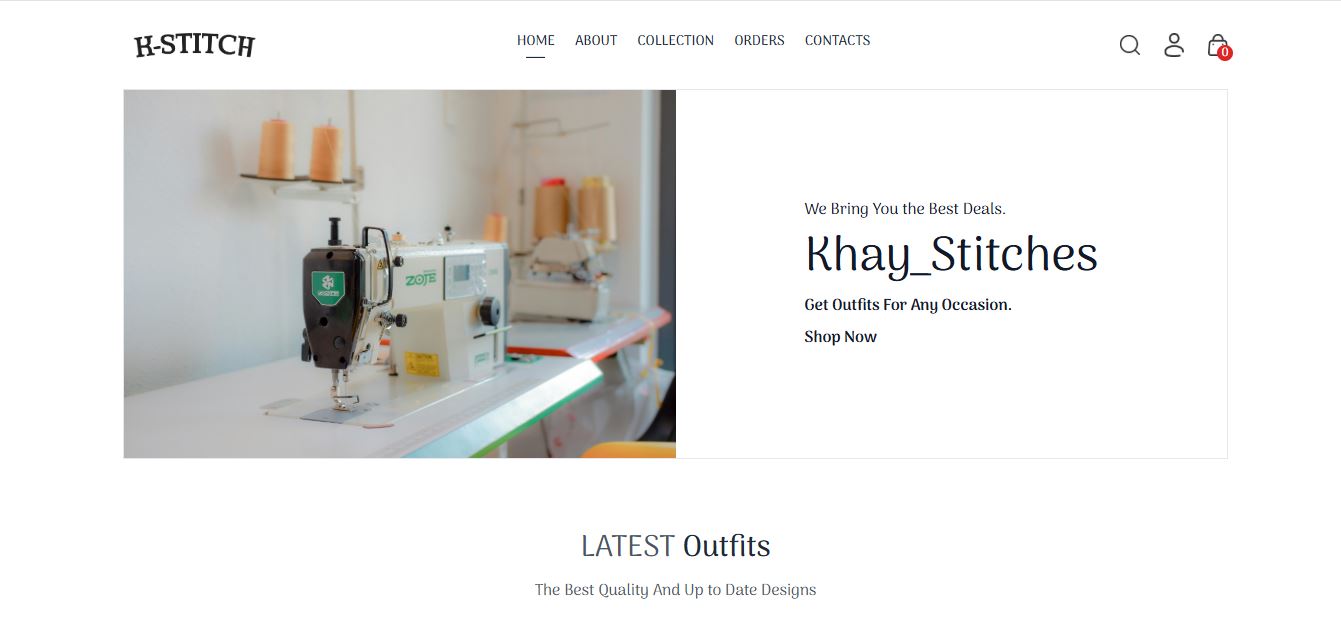 K-STITCH
HOME ABOUT COLLECTION ORDERS CONTACTS
0
ZOJE
We Bring You the Best Deals.
Khay_Stitches
Get Outfits For Any Occasion.
Shop Now
LATEST Outfits
The Best Quality And Up to Date Designs